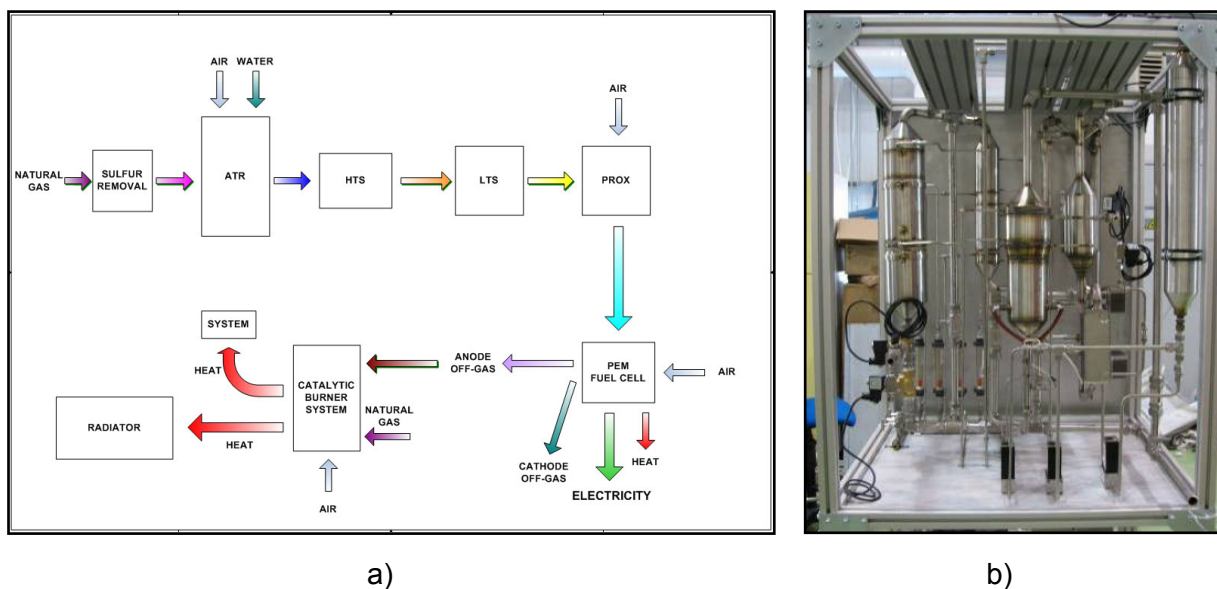 AIR
WATER
AIR
NATURAL
GAS
SULFUR
REMOVAL
ATR
HTS
LTS
PROX
SYSTEM
HEAT
CATALYTIC
BURNER
SYSTEM
ANODE
OFF-GAS
PEM
FUEL CELL
AIR
RADIATOR
HEAT
NATURAL
GAS
CATHODE
OFF-GAS
HEAT
ELECTRICITY
AIR
a)
b)